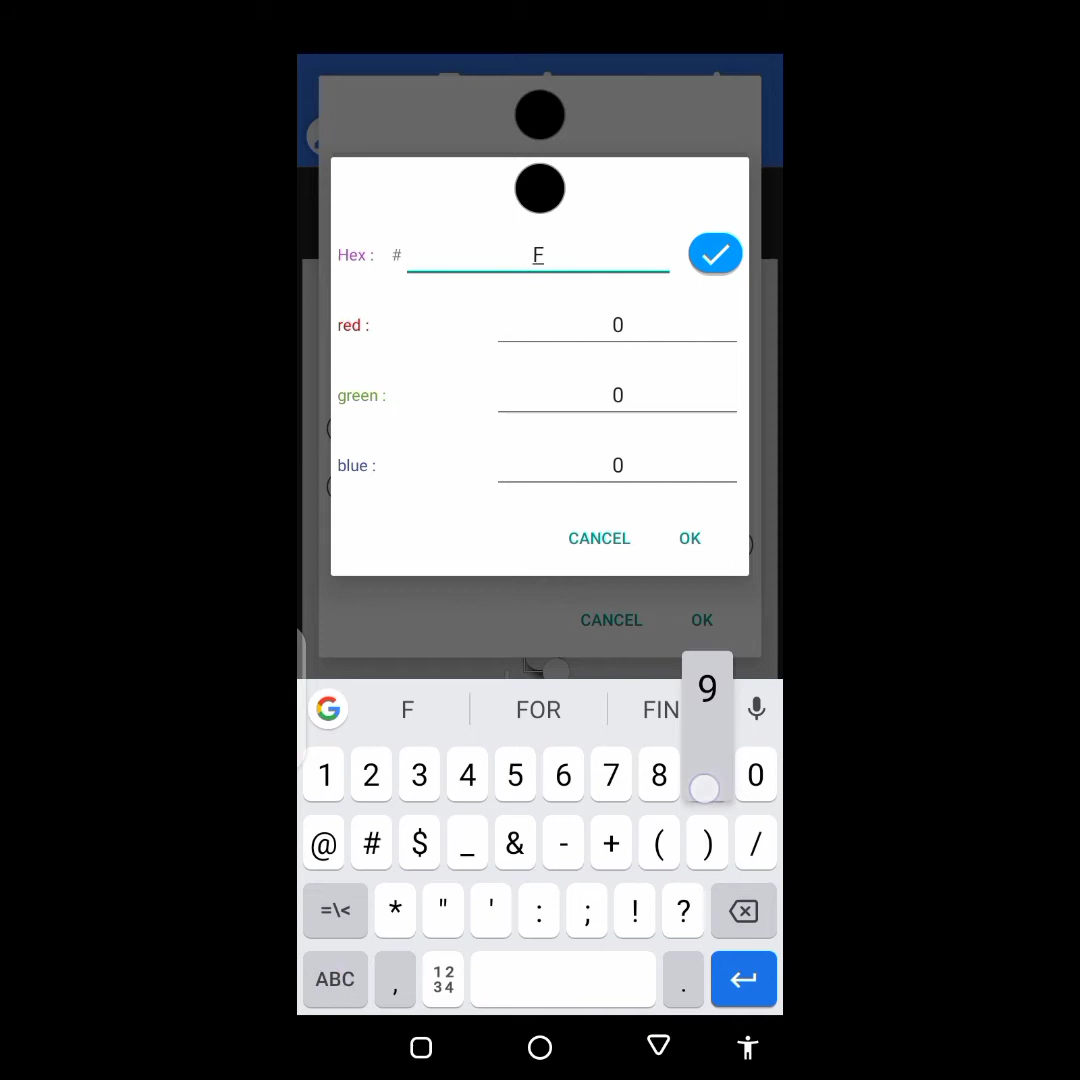 Hex : # F
red : 0
green : 0
blue : 0
CANCEL OK
CANCEL OK
F FOR FIN
9
1 2 3 4 5 6 7 8 0
@ # $ _ & - + ( ) /
=\< * " ' : ; ! ?
ABC , 12 34 .